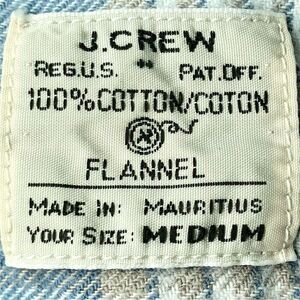 J.CREW
REG.U.S. PAT.OFF.
100% COTTON/COTON
FLANNEL
MADE IN: MAURITIUS
YOUR SIZE: MEDIUM